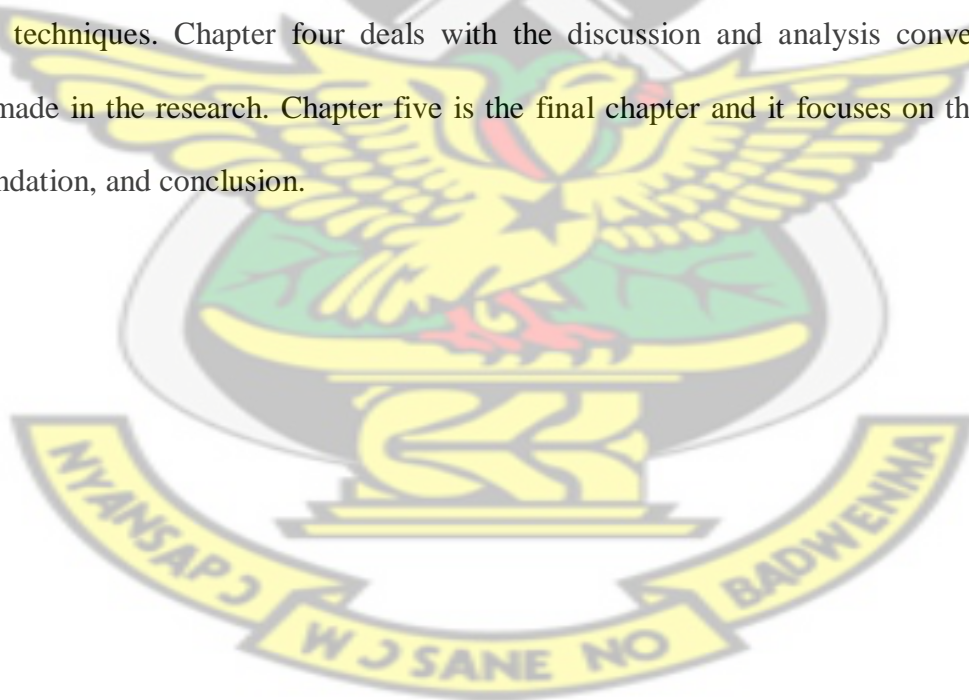 techniques. Chapter four deals with the discussion and analysis conve
made in the research. Chapter five is the final chapter and it focuses on th
ndation, and conclusion.
NYANSAPƆ WƆSANE NO BADWENMA